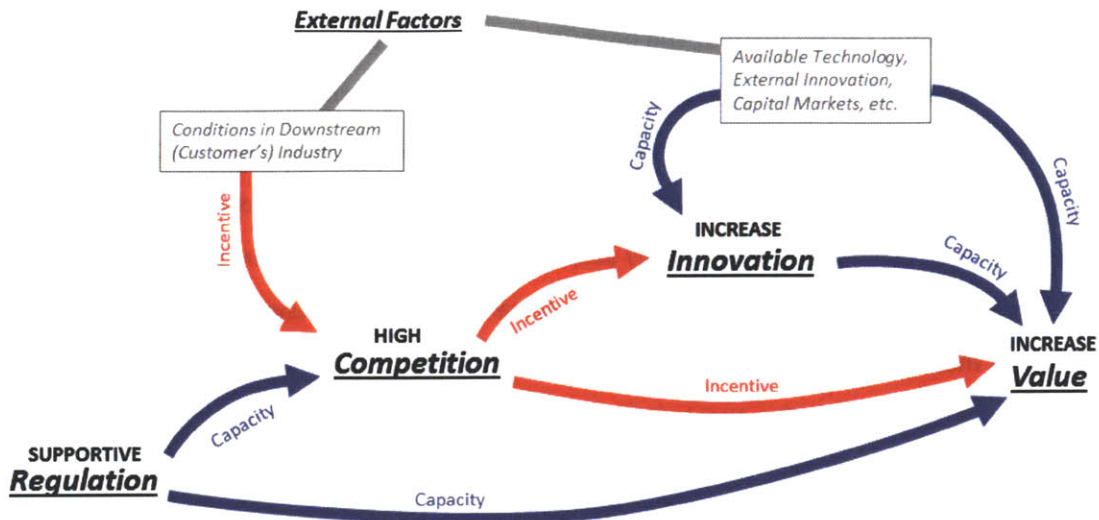 External Factors
Available Technology,
External Innovation,
Capital Markets, etc.
Conditions in Downstream
(Customer's) Industry
Capacity
Capacity
Incentive
INCREASE
Innovation
Capacity
Incentive
HIGH
Competition
INCREASE
Value
Incentive
Capacity
SUPPORTIVE
Regulation
Capacity